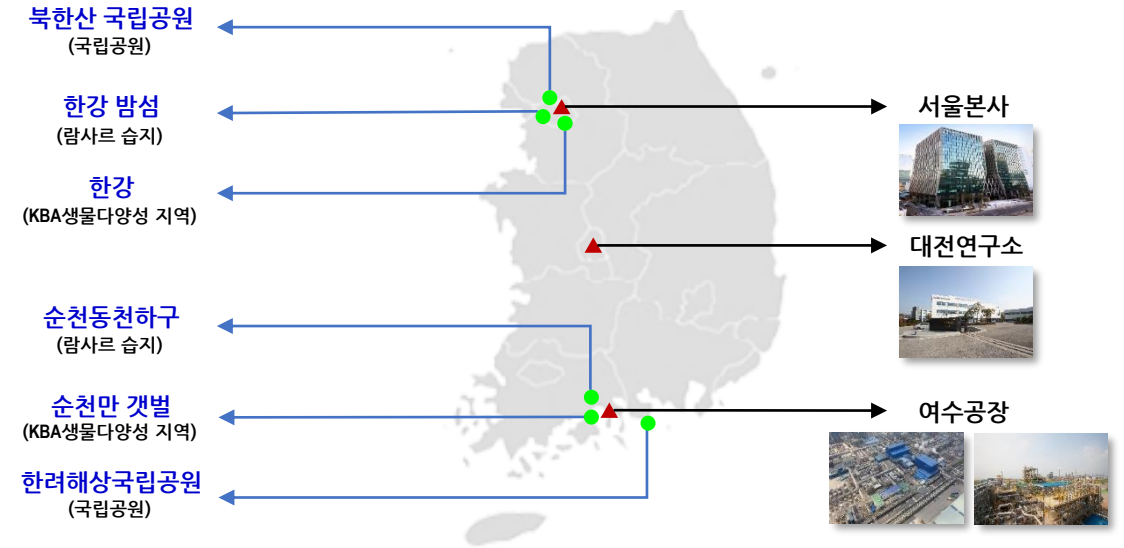 북한산 국립공원
(국립공원)
한강 밤섬
(람사르 습지)
한강
(KBA생물다양성 지역)
순천동천하구
(람사르 습지)
순천만 갯벌
(KBA생물다양성 지역)
한려해상국립공원
(국립공원)
서울본사
대전연구소
여수공장